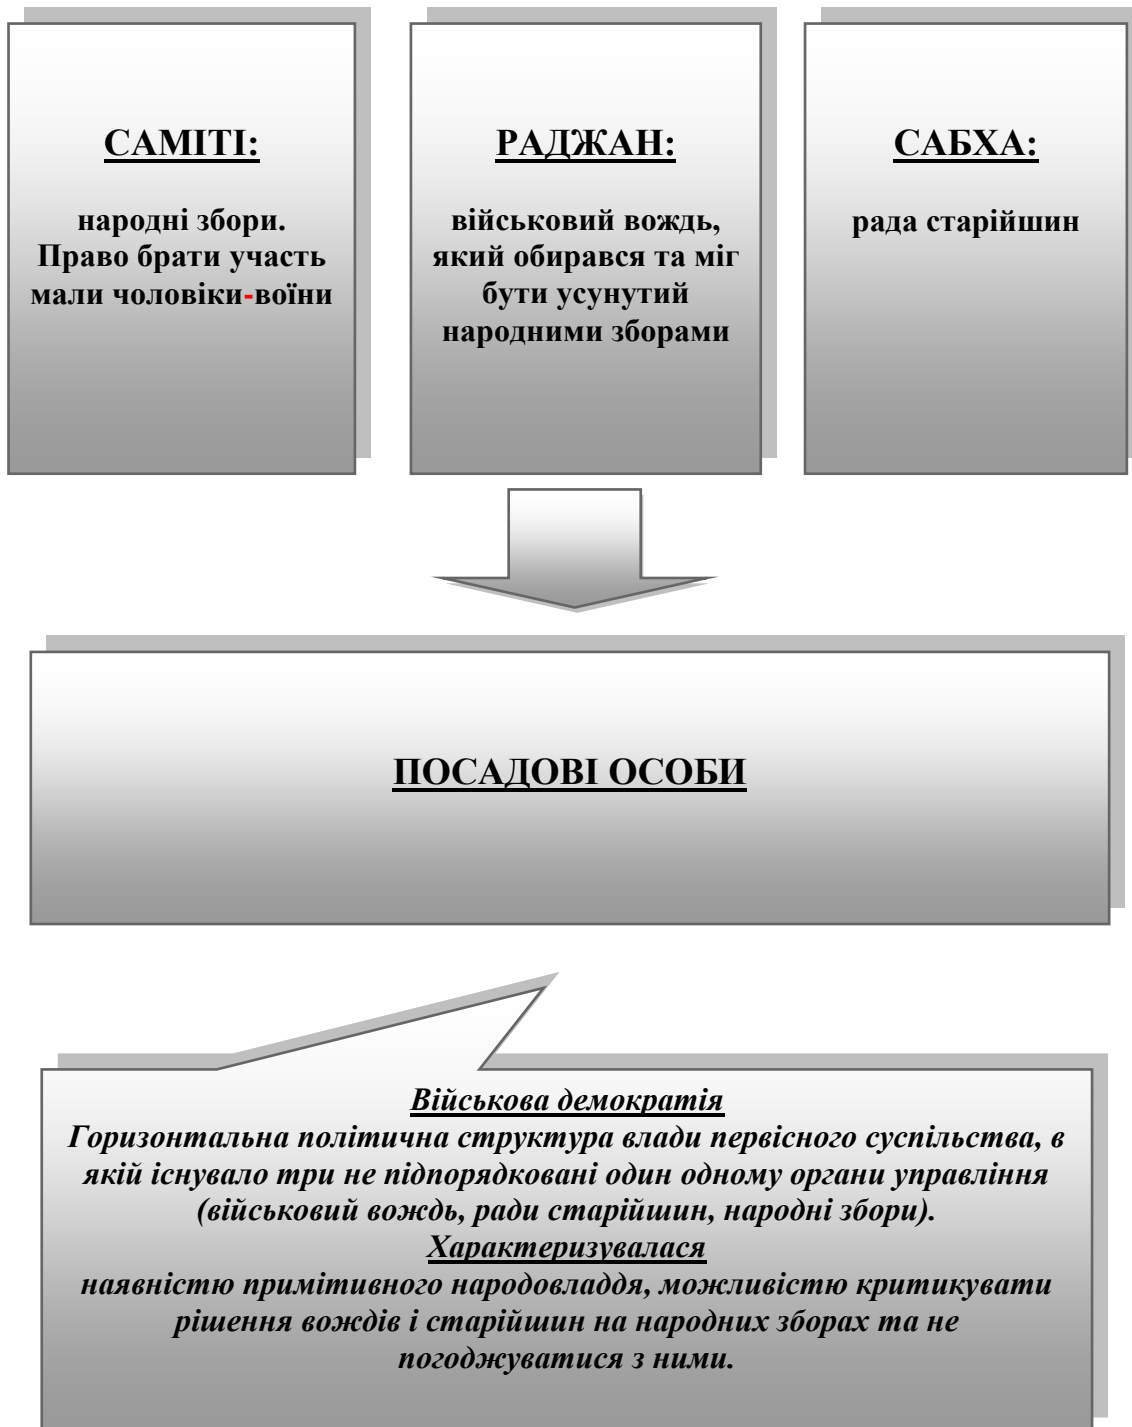 САМІТІ:
народні збори.
Право брати участь
мали чоловіки-воїни
РАДЖАН:
військовий вождь,
який обирався та міг
бути усунутий
народними зборами
САБХА:
рада старійшин
ПОСАДОВІ ОСОБИ
Військова демократія
Горизонтальна політична структура влади первісного суспільства, в
якій існувало три не підпорядковані один одному органи управління
(військовий вождь, ради старійшин, народні збори).
Характеризувалася
наявністю примітивного народовладдя, можливістю критикувати
рішення вождів і старійшин на народних зборах та не
погоджуватися з ними.